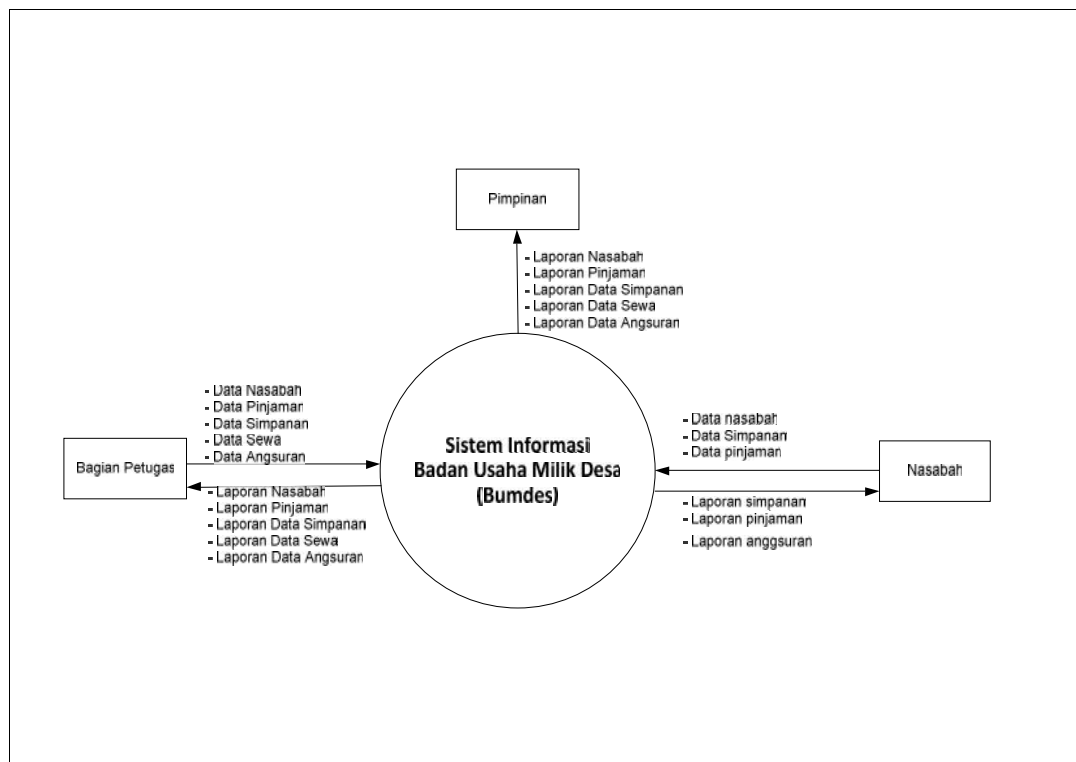 Pimpinan
- Laporan Nasabah
- Laporan Pinjaman
- Laporan Data Simpanan
- Laporan Data Sewa
- Laporan Data Angsuran
- Data Nasabah
- Data Pinjaman
- Data Simpanan
- Data Sewa
- Data Angsuran
Bagian Petugas
- Laporan Nasabah
- Laporan Pinjaman
- Laporan Data Simpanan
- Laporan Data Sewa
- Laporan Data Angsuran
Sistem Informasi
Badan Usaha Milik Desa
(Bumdes)
- Data nasabah
- Data Simpanan
- Data pinjaman
Nasabah
- Laporan simpanan
- Laporan pinjaman
- Laporan anggsuran